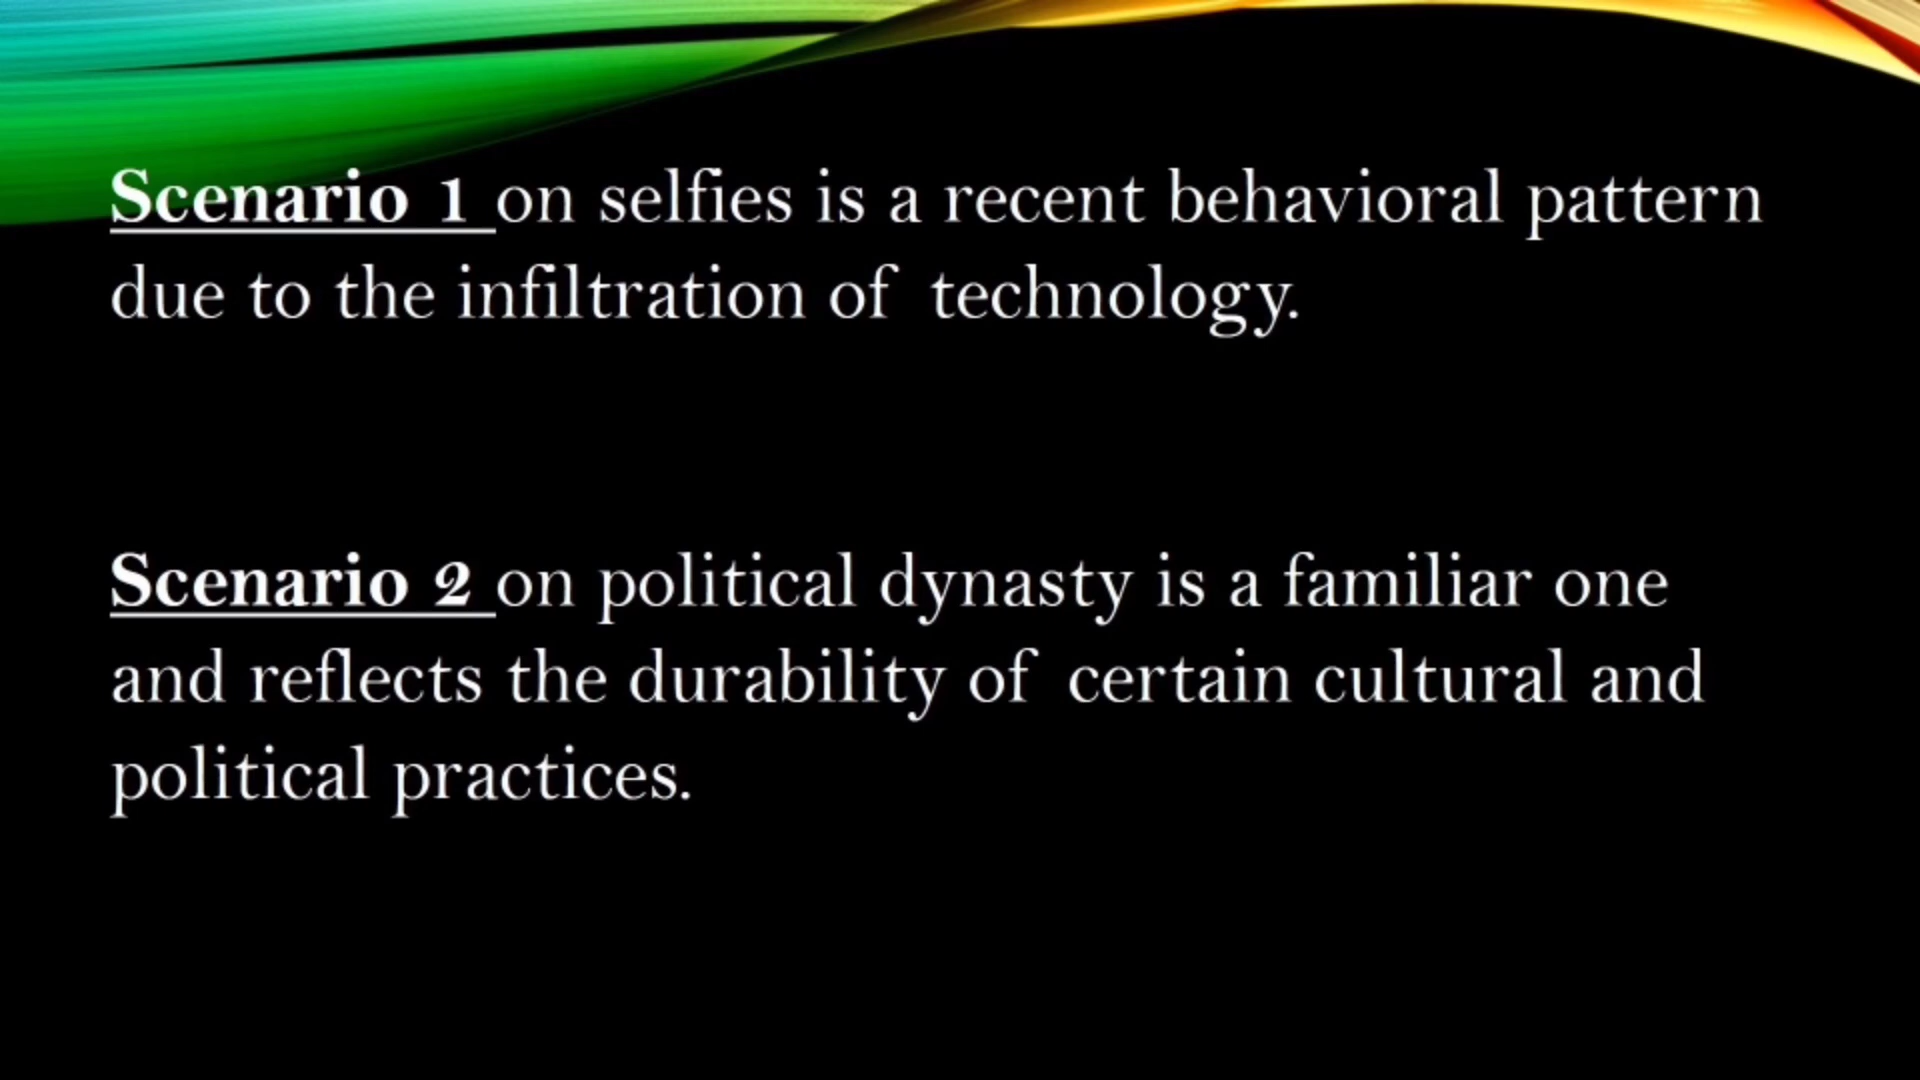 Scenario 1 on selfies is a recent behavioral pattern
due to the infiltration of technology.
Scenario 2 on political dynasty is a familiar one
and reflects the durability of certain cultural and
political practices.